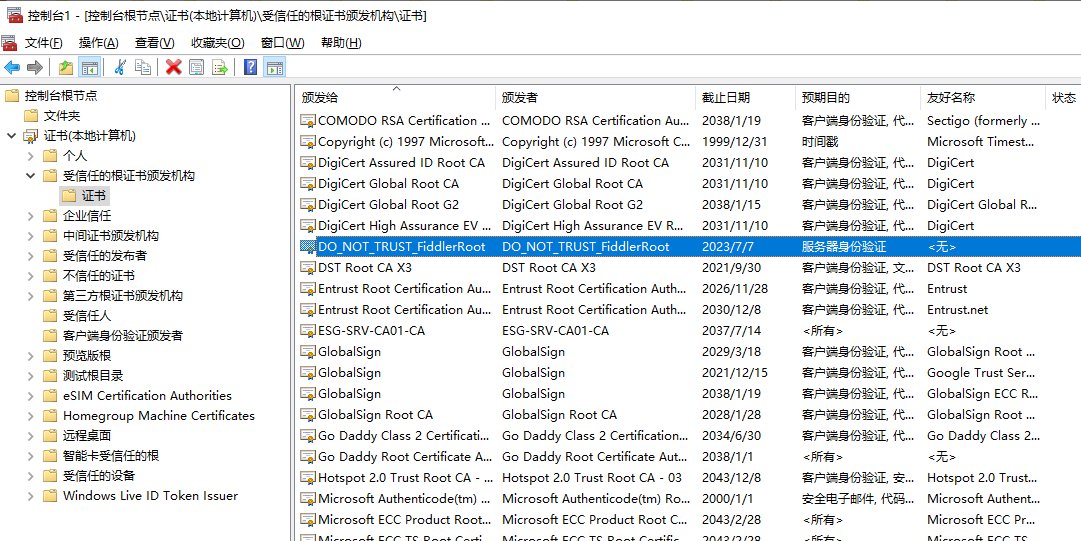 控制台1 - [控制台根节点\证书(本地计算机)\受信任的根证书颁发机构\证书]
文件(F) 操作(A) 查看(V) 收藏夹(O) 窗口(W) 帮助(H)
控制台根节点
文件夹
证书(本地计算机)
个人
受信任的根证书颁发机构
证书
企业信任
中间证书颁发机构
受信任的发布者
不信任的证书
第三方根证书颁发机构
受信任人
客户端身份验证颁发者
预览版根
测试根目录
eSIM Certification Authorities
Homegroup Machine Certificates
远程桌面
智能卡受信任的根
受信任的设备
Windows Live ID Token Issuer
颁发给 颁发者 截止日期 预期目的 友好名称 状态
COMODO RSA Certification ... COMODO RSA Certification Au... 2038/1/19 客户端身份验证, 代... Sectigo (formerly ...
Copyright (c) 1997 Microsoft... Copyright (c) 1997 Microsoft C... 1999/12/31 时间戳 Microsoft Timest...
DigiCert Assured ID Root CA DigiCert Assured ID Root CA 2031/11/10 客户端身份验证, 代... DigiCert
DigiCert Global Root CA DigiCert Global Root CA 2031/11/10 客户端身份验证, 代... DigiCert
DigiCert Global Root G2 DigiCert Global Root G2 2038/1/15 客户端身份验证, 代... DigiCert Global R...
DigiCert High Assurance EV ... DigiCert High Assurance EV R... 2031/11/10 客户端身份验证, 代... DigiCert
DO_NOT_TRUST_FiddlerRoot DO_NOT_TRUST_FiddlerRoot 2023/7/7 服务器身份验证 <无>
DST Root CA X3 DST Root CA X3 2021/9/30 客户端身份验证, 文... DST Root CA X3
Entrust Root Certification Au... Entrust Root Certification Auth... 2026/11/28 客户端身份验证, 代... Entrust
Entrust Root Certification Au... Entrust Root Certification Auth... 2030/12/8 客户端身份验证, 代... Entrust.net
ESG-SRV-CA01-CA ESG-SRV-CA01-CA 2037/7/14 <所有> <无>
GlobalSign GlobalSign 2029/3/18 客户端身份验证, 代... GlobalSign Root ...
GlobalSign GlobalSign 2021/12/15 客户端身份验证, 代... Google Trust Ser...
GlobalSign GlobalSign 2038/1/19 客户端身份验证, 代... GlobalSign ECC R...
GlobalSign Root CA GlobalSign Root CA 2028/1/28 客户端身份验证, 代... GlobalSign Root ...
Go Daddy Class 2 Certificati... Go Daddy Class 2 Certification... 2034/6/30 客户端身份验证, 代... Go Daddy Class 2...
Go Daddy Root Certificate A... Go Daddy Root Certificate Aut... 2038/1/1 <所有> <无>
Hotspot 2.0 Trust Root CA - ... Hotspot 2.0 Trust Root CA - 03 2043/12/8 客户端身份验证, 安... Hotspot 2.0 Trust...
Microsoft Authenticode(tm) ... Microsoft Authenticode(tm) Ro... 2000/1/1 安全电子邮件, 代码... Microsoft Authent...
Microsoft ECC Product Root... Microsoft ECC Product Root C... 2043/2/28 <所有> Microsoft ECC Pr...
Microsoft ECC TS Root Certi... Microsoft ECC TS Root Certific... 2043/2/28 <所有> Microsoft ECC TS...